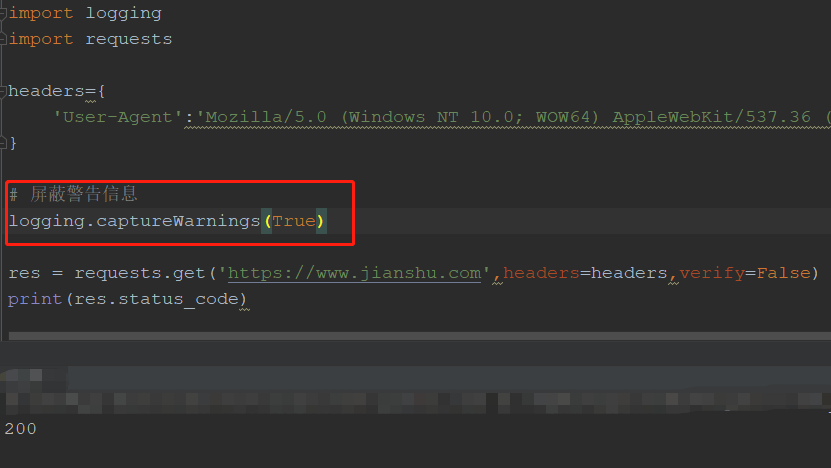 import logging
import requests
headers={
'User-Agent':'Mozilla/5.0 (Windows NT 10.0; WOW64) AppleWebKit/537.36 (
}
# 屏蔽警告信息
logging.captureWarnings(True)
res = requests.get('https://www.jianshu.com',headers=headers,verify=False)
print(res.status_code)
200